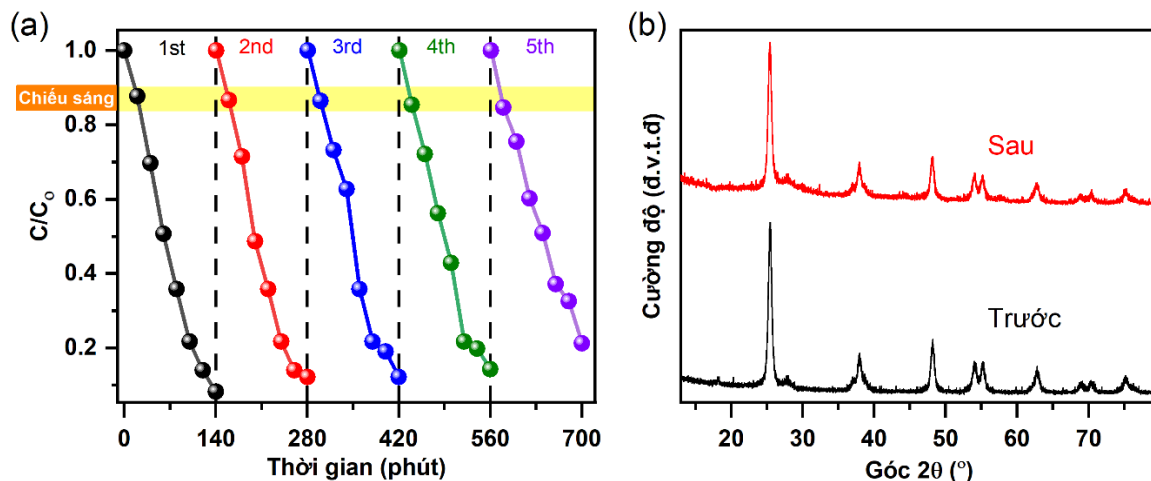 (a)
1st 2nd 3rd 4th 5th
Chiếu sáng
C/Co
1.0
0.8
0.6
0.4
0.2
0 140 280 420 560 700
Thời gian (phút)
(b)
Sau
Trước
Cường độ (đ.v.t.đ)
20 30 40 50 60 70
Góc 2θ (°)